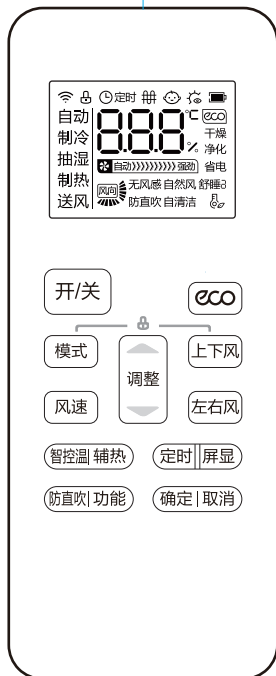 定时
自动 888 ℃ eco
制冷 % 干燥
抽湿 净化
自动 强劲 省电
制热 风向 无风感 自然风 舒睡3
送风 防直吹 自清洁
开/关 eco
模式 上下风
调整
风速 左右风
智控温|辅热 定时||屏显
防直吹|功能 确定|取消